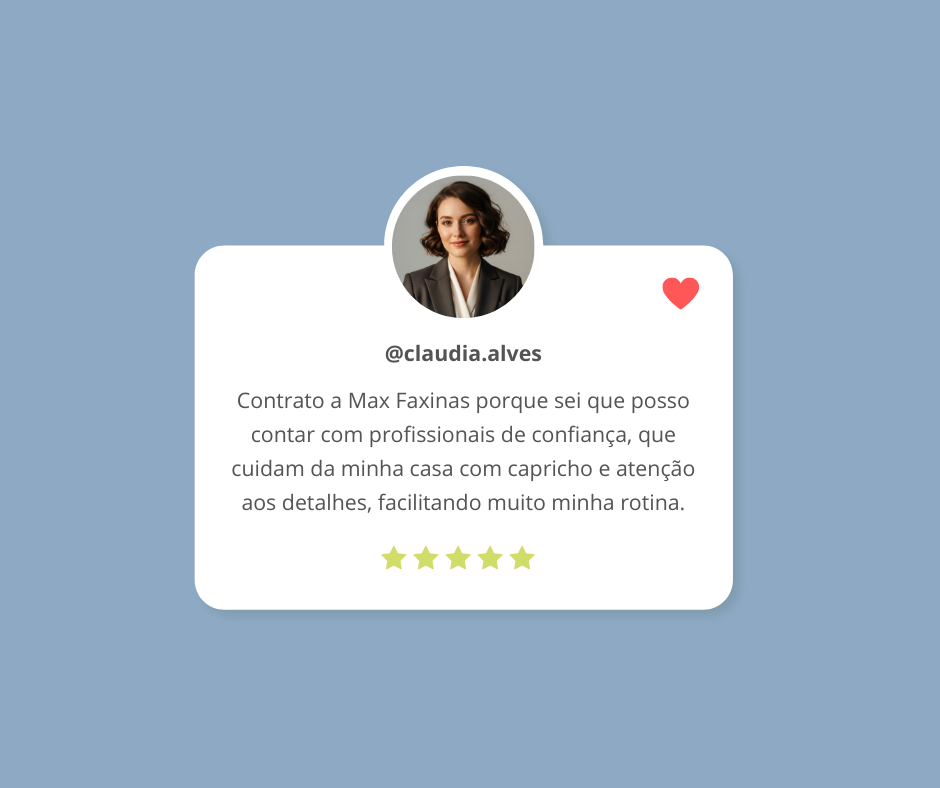 @claudia.alves
Contrato a Max Faxinas porque sei que posso
contar com profissionais de confiança, que
cuidam da minha casa com capricho e atenção
aos detalhes, facilitando muito minha rotina.